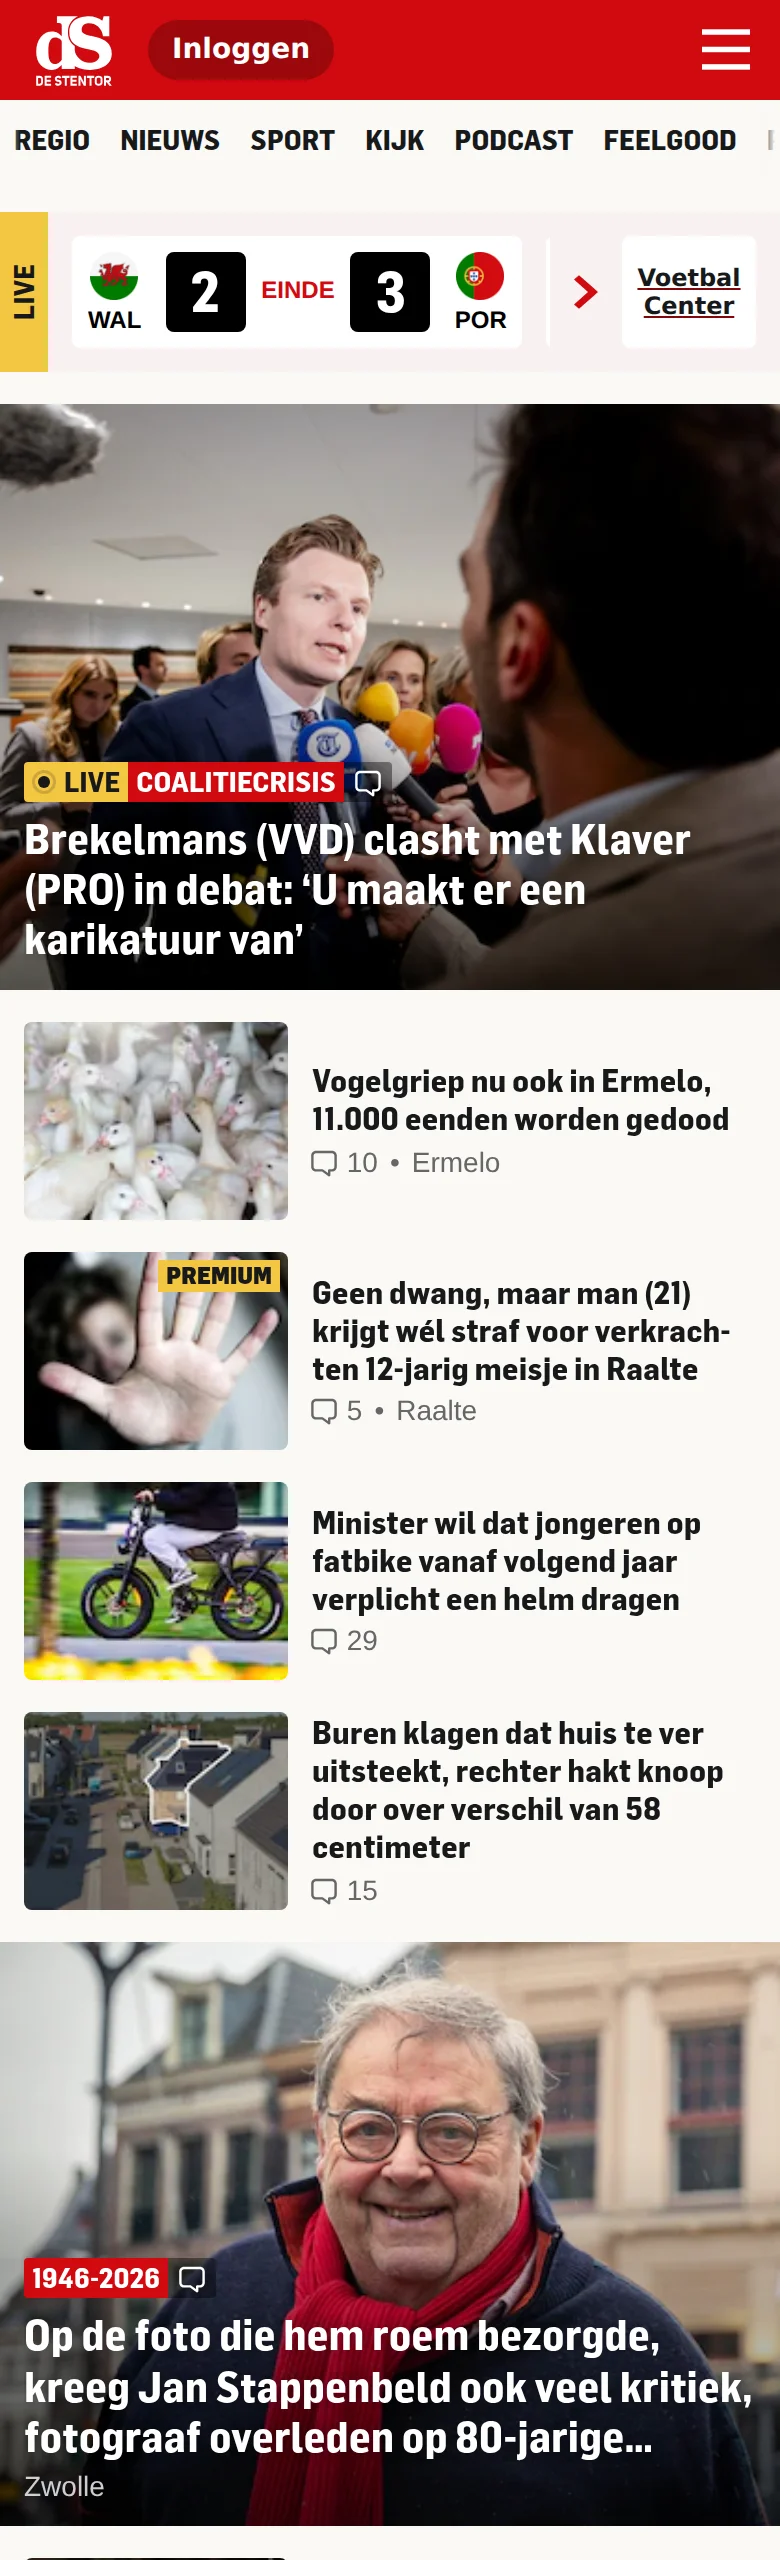 dS
DE STENTOR
Inloggen
REGIO NIEUWS SPORT KIJK PODCAST FEELGOOD
LIVE
WAL 2 EINDE 3 POR
Voetbal
Center
LIVE COALITIECRISIS
Brekelmans (VVD) clasht met Klaver
(PRO) in debat: ‘U maakt er een
karikatuur van’
Vogelgriep nu ook in Ermelo,
11.000 eenden worden gedood
10 • Ermelo
PREMIUM
Geen dwang, maar man (21)
krijgt wél straf voor verkrach-
ten 12-jarig meisje in Raalte
5 • Raalte
Minister wil dat jongeren op
fatbike vanaf volgend jaar
verplicht een helm dragen
29
Buren klagen dat huis te ver
uitsteekt, rechter hakt knoop
door over verschil van 58
centimeter
15
1946-2026
Op de foto die hem roem bezorgde,
kreeg Jan Stappenbeld ook veel kritiek,
fotograaf overleden op 80-jarige...
Zwolle